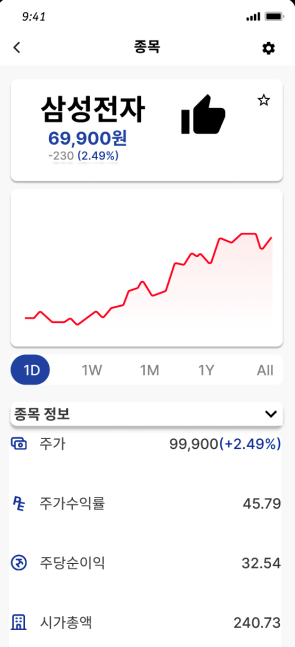 9:41
종목
삼성전자
69,900원
-230 (2.49%)
1D 1W 1M 1Y All
종목 정보
주가 99,900(+2.49%)
주가수익률 45.79
주당순이익 32.54
시가총액 240.73